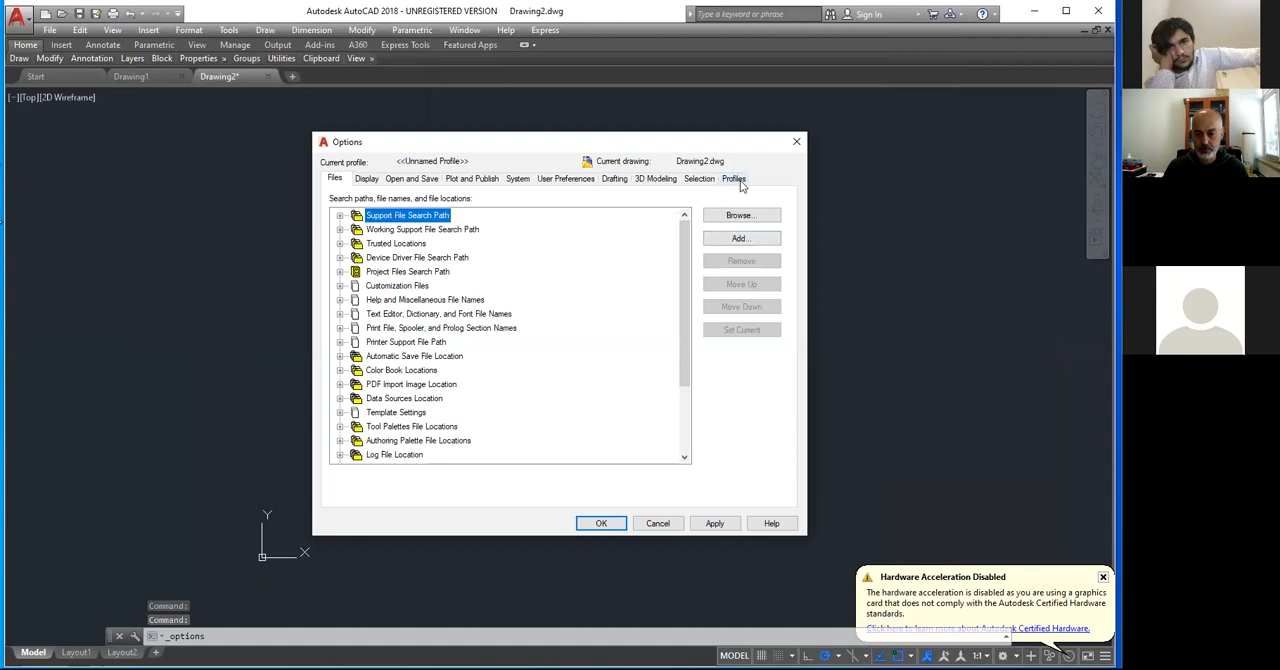 Autodesk AutoCAD 2018 - UNREGISTERED VERSION Drawing2.dwg
Type a keyword or phrase
Sign In
File Edit View Insert Format Tools Draw Dimension Modify Parametric Window Help Express
Home Insert Annotate Parametric View Manage Output Add-ins A360 Express Tools Featured Apps
Draw Modify Annotation Layers Block Properties Groups Utilities Clipboard View
Start Drawing1 Drawing2*
[−][Top][2D Wireframe]
Options
Current profile: <<Unnamed Profile>> Current drawing: Drawing2.dwg
Files Display Open and Save Plot and Publish System User Preferences Drafting 3D Modeling Selection Profiles
Search paths, file names, and file locations:
Support File Search Path
Working Support File Search Path
Trusted Locations
Device Driver File Search Path
Project Files Search Path
Customization Files
Help and Miscellaneous File Names
Text Editor, Dictionary, and Font File Names
Print File, Spooler, and Prolog Section Names
Printer Support File Path
Automatic Save File Location
Color Book Locations
PDF Import Image Location
Data Sources Location
Template Settings
Tool Palettes File Locations
Authoring Palette File Locations
Log File Location
Browse...
Add...
Remove
Move Up
Move Down
Set Current
OK Cancel Apply Help
Y
X
Hardware Acceleration Disabled
The hardware acceleration is disabled as you are using a graphics
card that does not comply with the Autodesk Certified Hardware
standards.
Click here to learn more about Autodesk Certified Hardware.
Command:
Command:
_options
Model Layout1 Layout2 +
MODEL 1:1